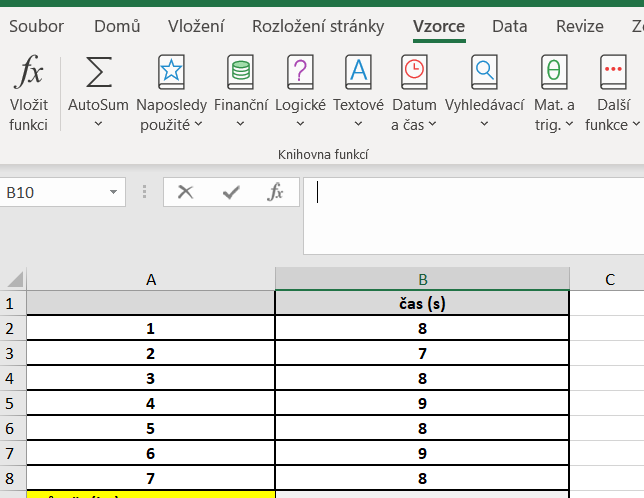 Soubor Domů Vložení Rozložení stránky Vzorce Data Revize
fx
Vložit funkci
AutoSum
Naposledy použité
Finanční
Logické
?
Textové
A
Datum a čas
Vyhledávací
Mat. a trig.
θ
Další funkce
Knihovna funkcí
B10 fx
A B C
1 čas (s)
2 1 8
3 2 7
4 3 8
5 4 9
6 5 8
7 6 9
8 7 8